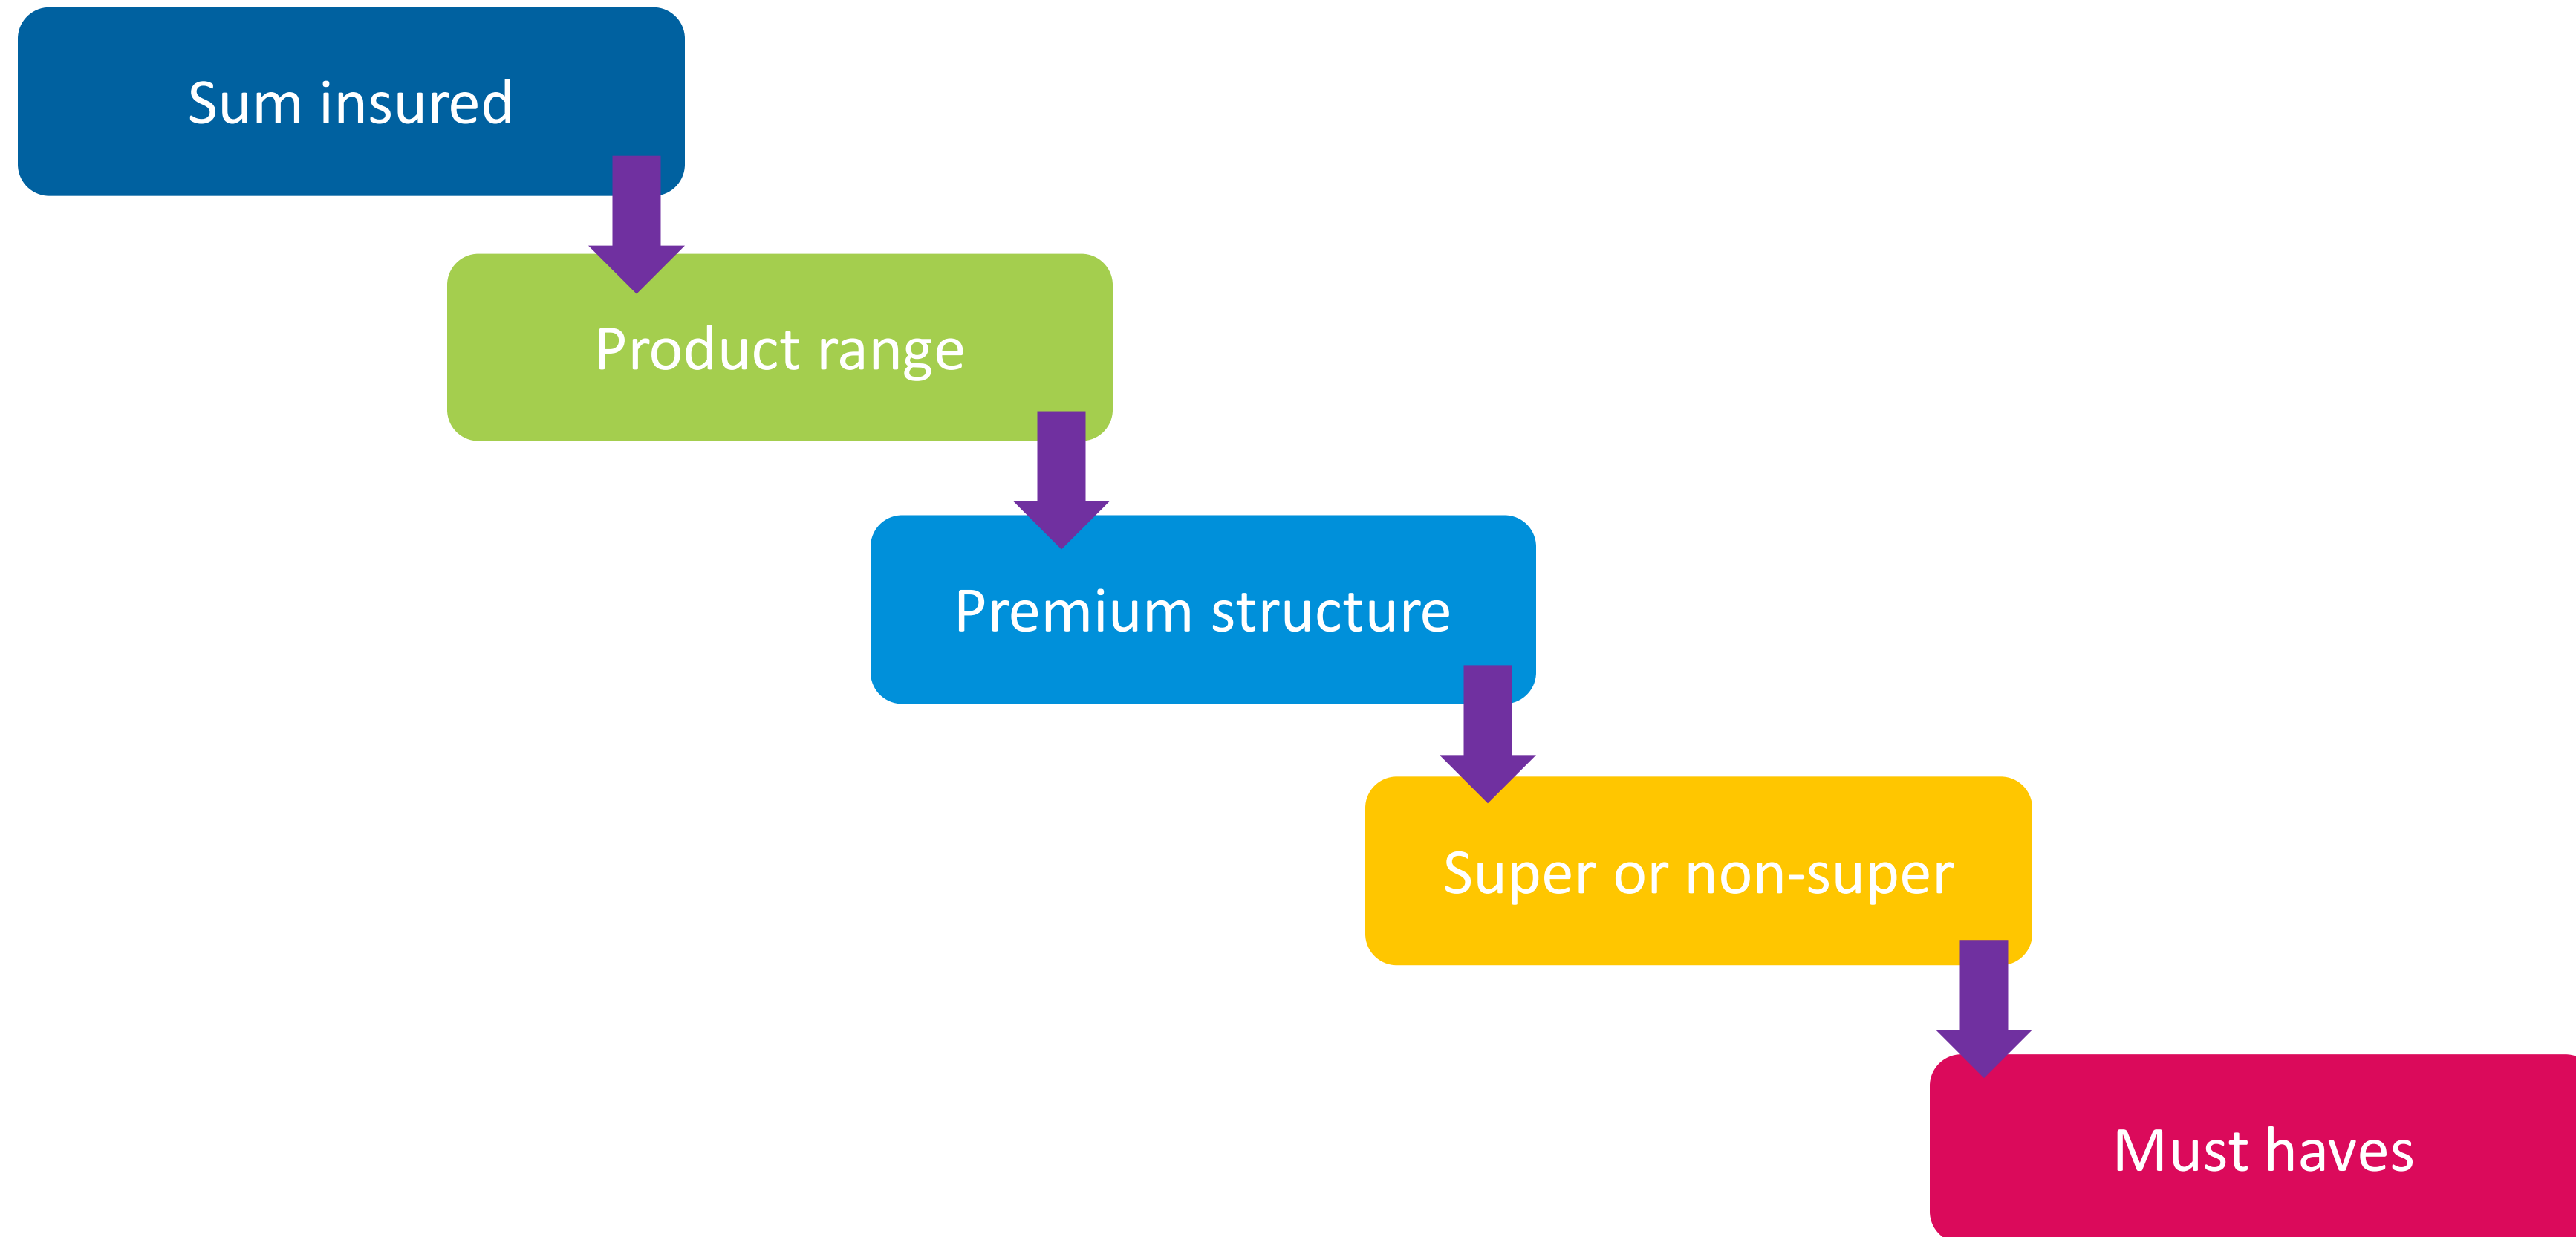 Sum insured
Product range
Premium structure
Super or non-super
Must haves